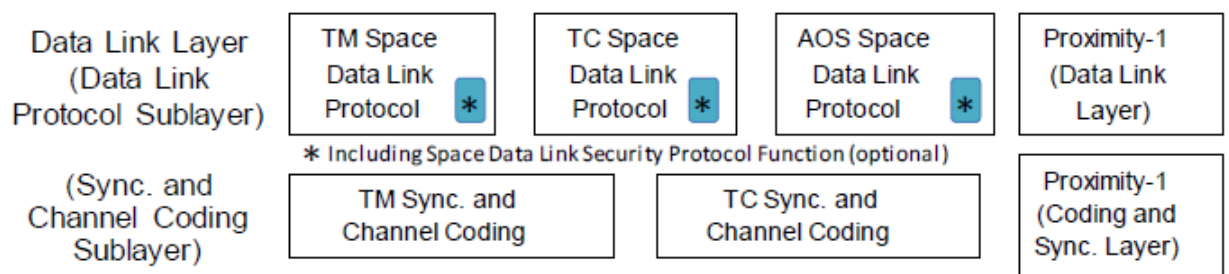 Data Link Layer
(Data Link
Protocol Sublayer)
TM Space
Data Link
Protocol *
TC Space
Data Link
Protocol *
AOS Space
Data Link
Protocol *
Proximity-1
(Data Link
Layer)
* Including Space Data Link Security Protocol Function (optional)
(Sync. and
Channel Coding
Sublayer)
TM Sync. and
Channel Coding
TC Sync. and
Channel Coding
Proximity-1
(Coding and
Sync. Layer)